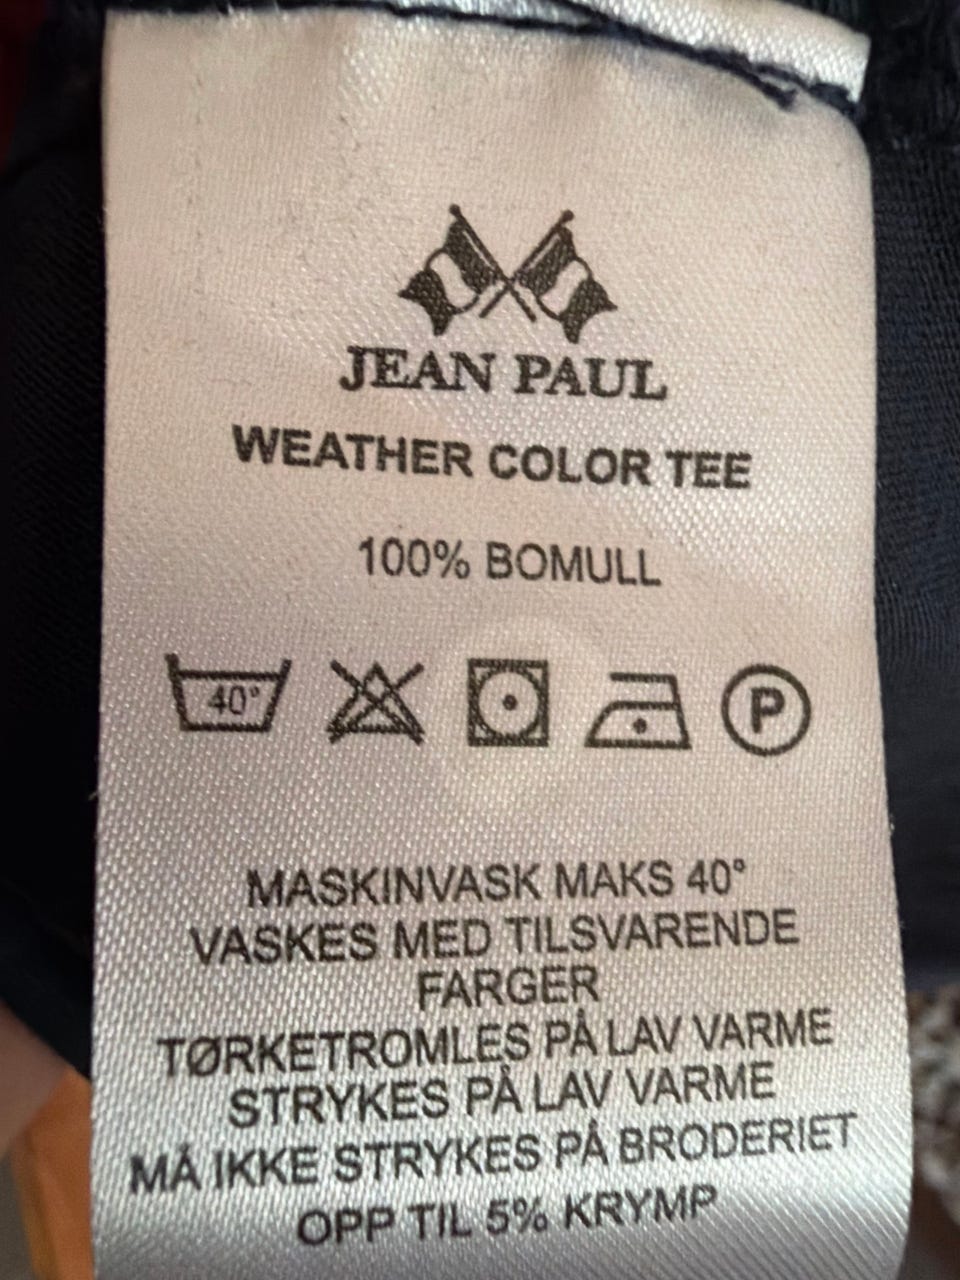 JEAN PAUL
WEATHER COLOR TEE
100% BOMULL
40°
P
MASKINVASK MAKS 40°
VASKES MED TILSVARENDE
FARGER
TØRKETROMLES PÅ LAV VARME
STRYKES PÅ LAV VARME
MÅ IKKE STRYKES PÅ BRODERIET
OPP TIL 5% KRYMP